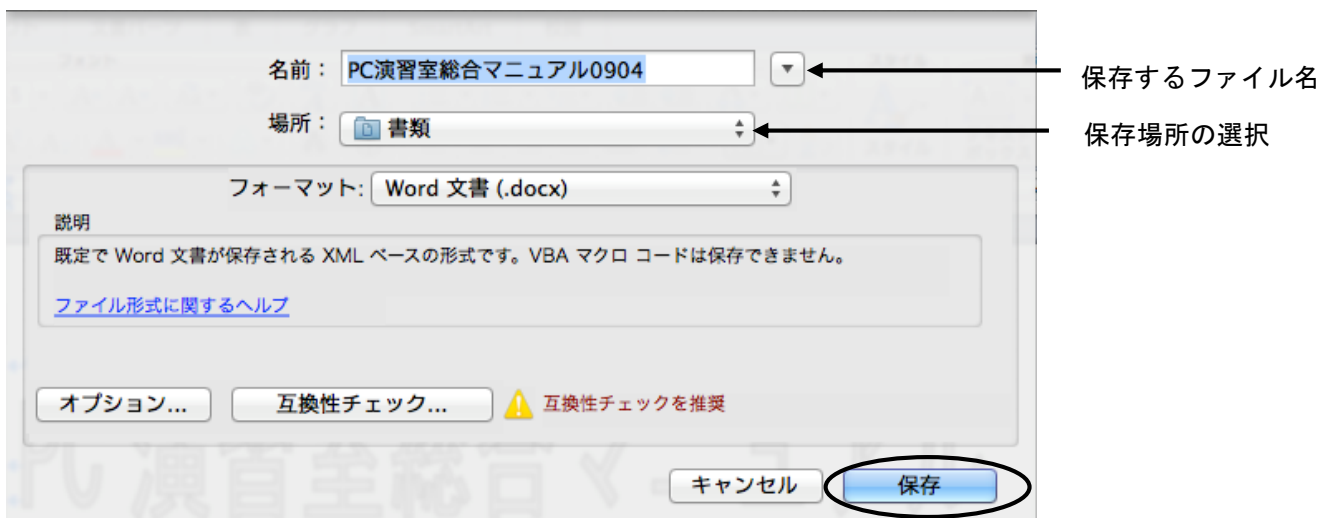 名前： PC演習室総合マニュアル0904
保存するファイル名
場所： 書類
保存場所の選択
フォーマット: Word 文書 (.docx)
説明
既定で Word 文書が保存される XML ベースの形式です。VBA マクロ コードは保存できません。
ファイル形式に関するヘルプ
オプション... 互換性チェック... 互換性チェックを推奨
キャンセル 保存